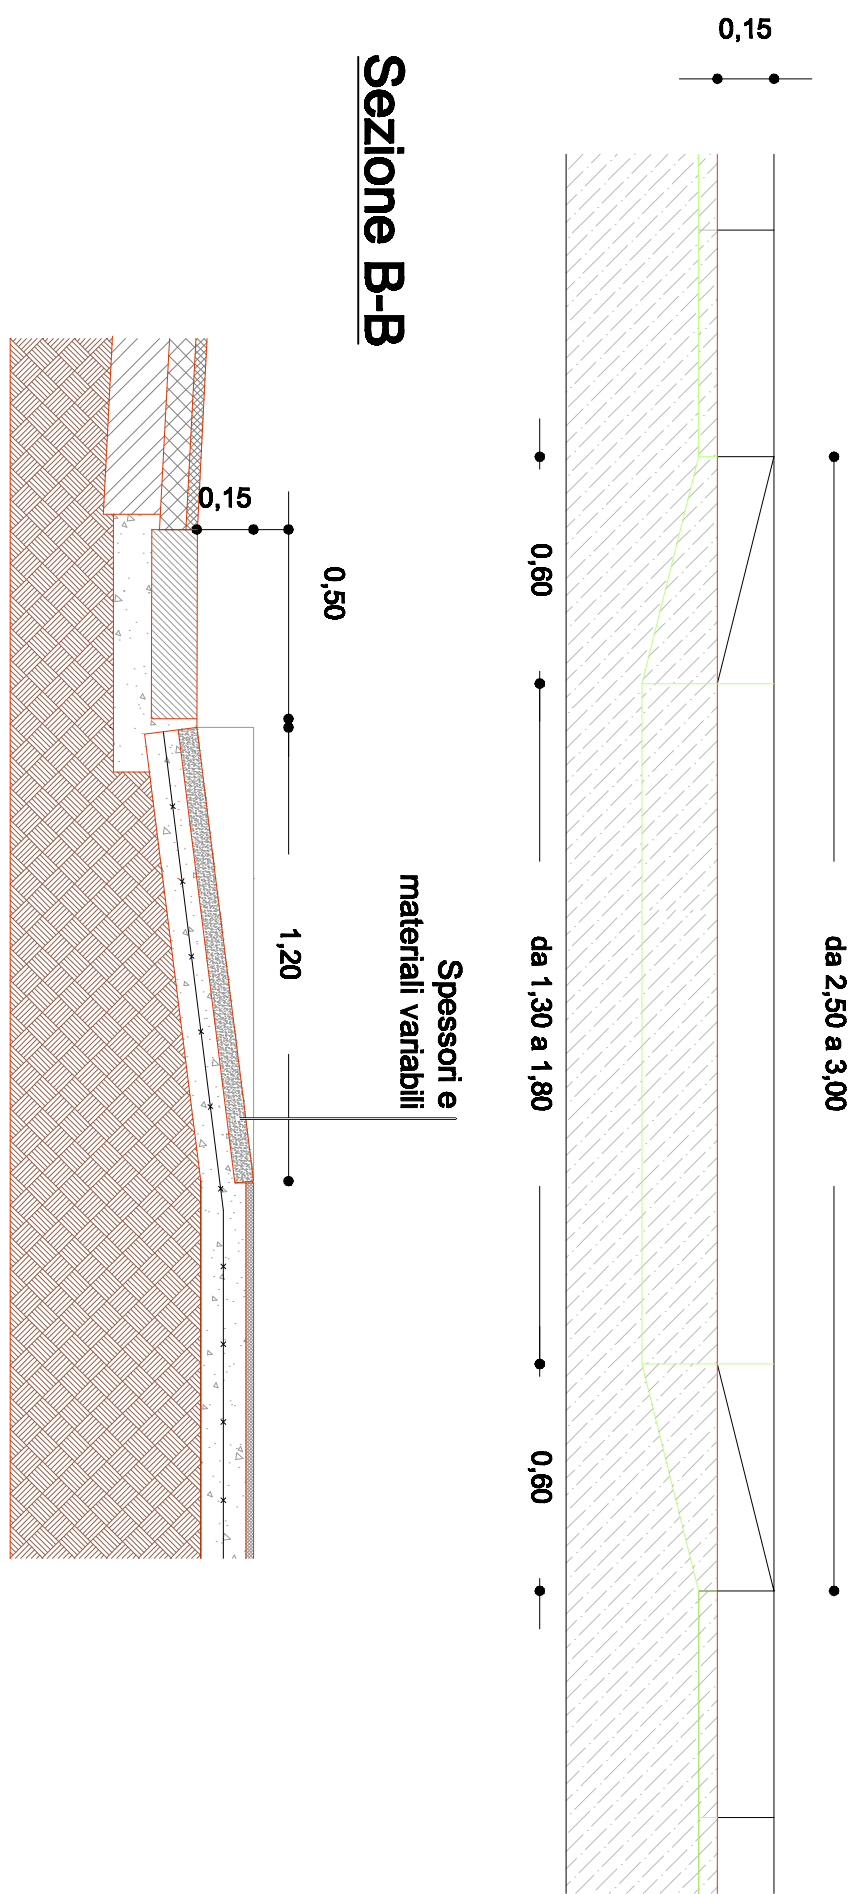 0,15
da 2,50 a 3,00
0,60
da 1,30 a 1,80
0,60
Sezione B-B
0,15
0,50
1,20
Spessori e
materiali variabili